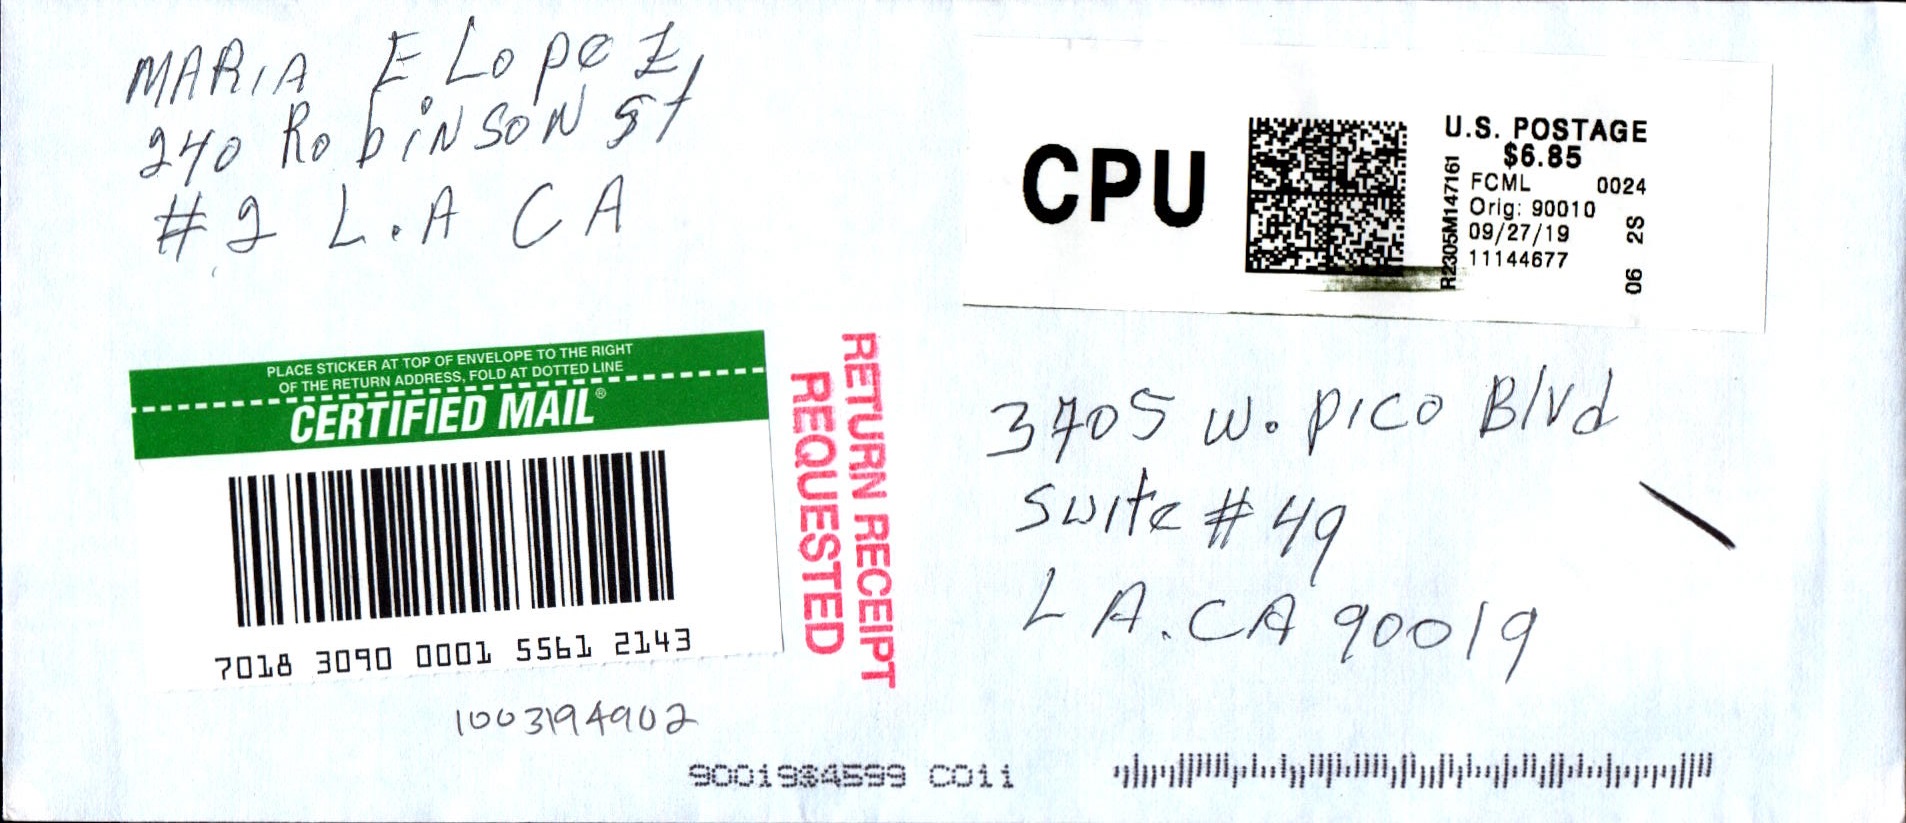 MARIA E Lopez
240 Robinson St
#2 L.A CA
CPU
U.S. POSTAGE
$6.85
FCML 0024
Orig: 90010
09/27/19
11144677
R2305M147161
06 2S
PLACE STICKER AT TOP OF ENVELOPE TO THE RIGHT
OF THE RETURN ADDRESS, FOLD AT DOTTED LINE
CERTIFIED MAIL®
7018 3090 0001 5561 2143
RETURN RECEIPT
REQUESTED
3705 W. Pico Blvd
Suite # 49
L A. CA 90019
1003194902
90019$4599 C011